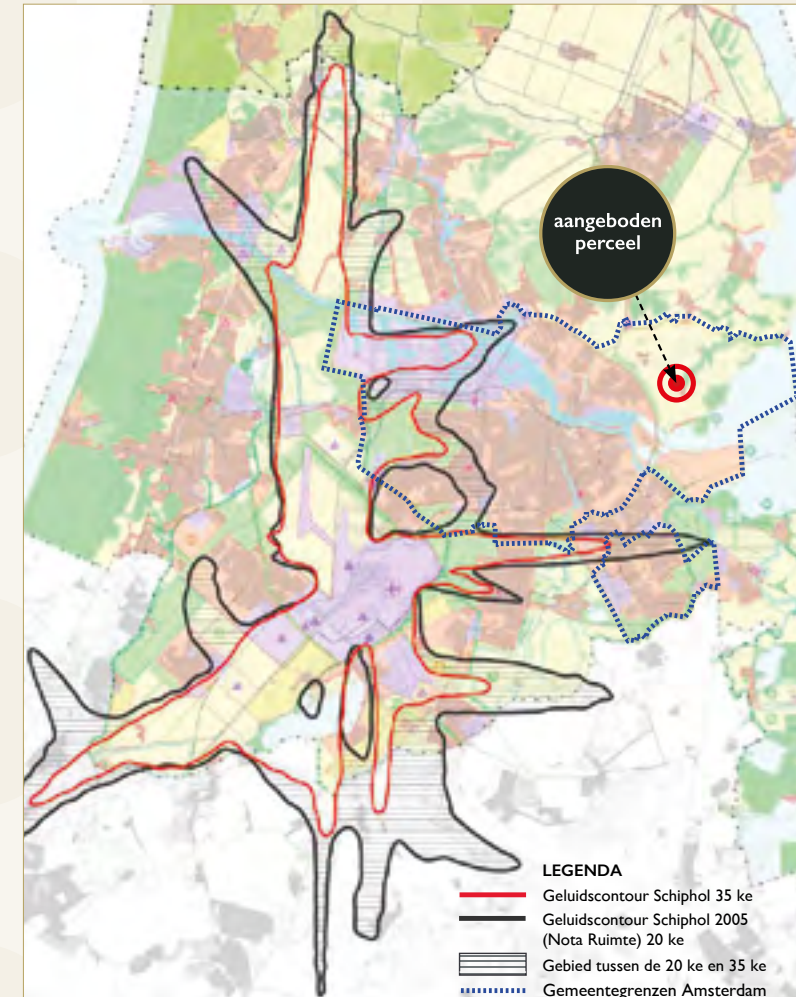 aangeboden
perceel
LEGENDA
Geluidscontour Schiphol 35 ke
Geluidscontour Schiphol 2005
(Nota Ruimte) 20 ke
Gebied tussen de 20 ke en 35 ke
Gemeentegrenzen Amsterdam